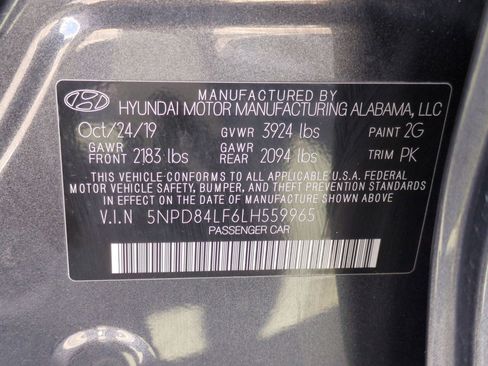 MANUFACTURED BY
HYUNDAI MOTOR MANUFACTURING ALABAMA, LLC
Oct/24/19 GVWR 3924 lbs PAINT 2G
GAWR FRONT 2183 lbs GAWR REAR 2094 lbs TRIM PK
THIS VEHICLE CONFORMS TO ALL APPLICABLE U.S.A. FEDERAL
MOTOR VEHICLE SAFETY, BUMPER, AND THEFT PREVENTION STANDARDS
IN EFFECT ON THE DATE OF MANUFACTURE SHOWN ABOVE.
V.I.N 5NPD84LF6LH559965
PASSENGER CAR